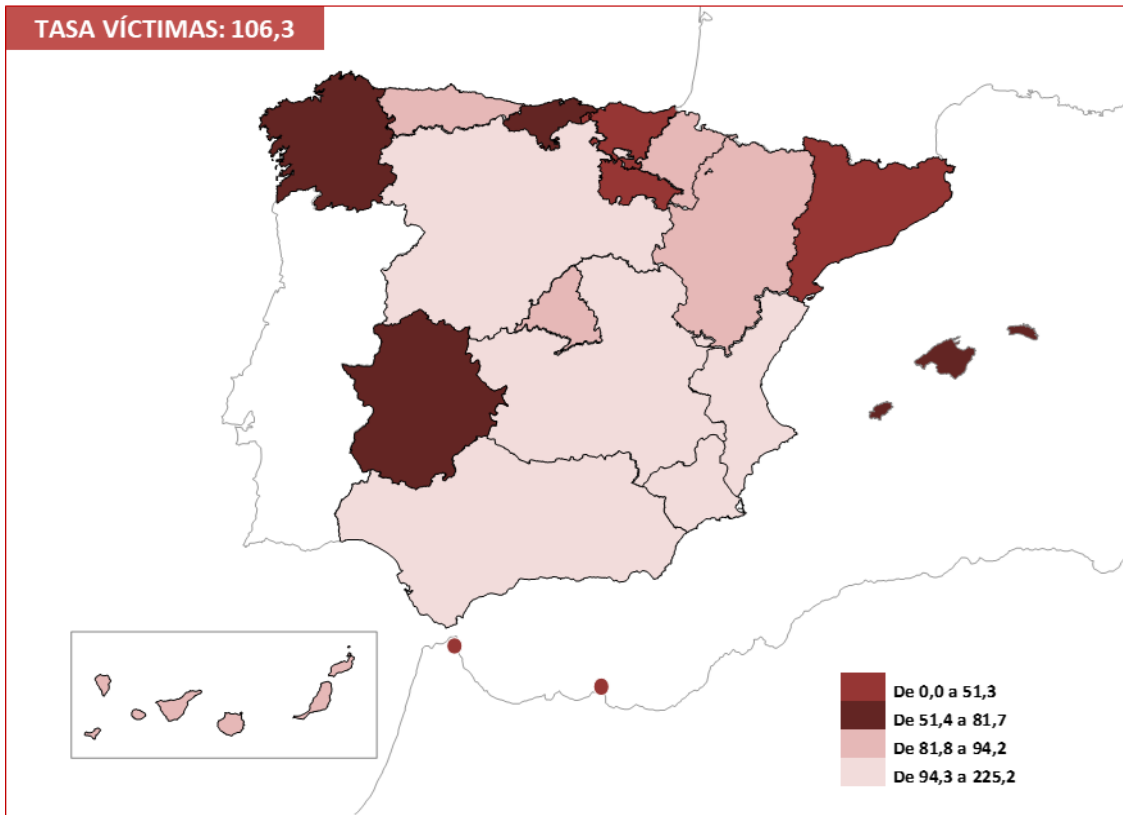 TASA VÍCTIMAS: 106,3
De 0,0 a 51,3
De 51,4 a 81,7
De 81,8 a 94,2
De 94,3 a 225,2